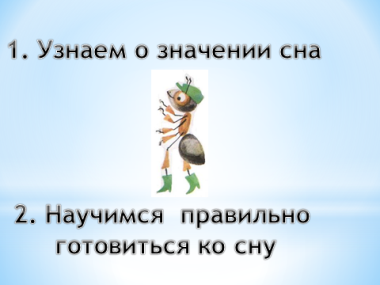 1. Узнаем о значении сна
2. Научимся правильно
готовиться ко сну